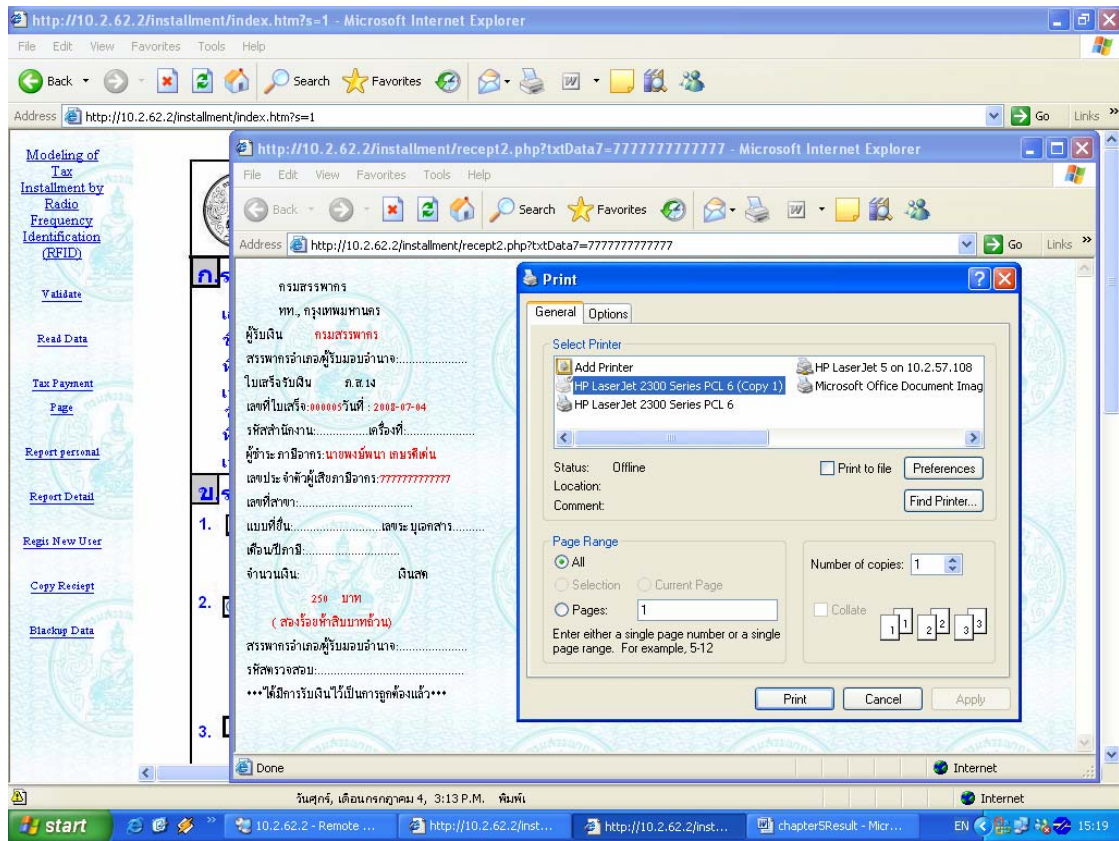 http://10.2.62.2/installment/index.htm?s=1 - Microsoft Internet Explorer
File Edit View Favorites Tools Help
Back Search Favorites
Address http://10.2.62.2/installment/index.htm?s=1 Go Links »
Modeling of
Tax
Installment by
Radio
Frequency
Identification
(RFID)
Validate
Read Data
Tax Payment
Page
Report personal
Report Detail
Regis New User
Copy Reciept
Blackup Data
ก.
ข.
1.
2.
3.
http://10.2.62.2/installment/recept2.php?txtData7=7777777777777 - Microsoft Internet Explorer
File Edit View Favorites Tools Help
Back Search Favorites
Address http://10.2.62.2/installment/recept2.php?txtData7=7777777777777 Go Links »
กรมสรรพากร
ทท., กรุงเทพมหานคร
ผู้รับเงิน กรมสรรพากร
สรรพากรอำเภอ/ผู้รับมอบอำนาจ:.....................
ใบเสร็จรับเงิน ภ.ส.14
เลขที่ใบเสร็จ:000005วันที่ : 2008-07-04
รหัสสำนักงาน:................เครื่องที่:.....................
ผู้ชำระภาษีอากร:นายพงษ์พนา เกษรดีเด่น
เลขประจำตัวผู้เสียภาษีอากร:7777777777777
เลขที่สาขา:...................................
แบบที่ยื่น:...........................เลขระบุเอกสาร..........
เดือน/ปีภาษี:............................
จำนวนเงิน: เงินสด
250 บาท
( สองร้อยห้าสิบบาทถ้วน)
สรรพากรอำเภอ/ผู้รับมอบอำนาจ:.....................
รหัสตรวจสอบ:............................................
***ได้มีการรับเงินไว้เป็นการถูกต้องแล้ว***
Print
General Options
Select Printer
Add Printer
HP LaserJet 2300 Series PCL 6 (Copy 1)
HP LaserJet 2300 Series PCL 6
HP LaserJet 5 on 10.2.57.108
Microsoft Office Document Imag
Status: Offline
Location:
Comment:
Print to file Preferences
Find Printer...
Page Range
All
Selection Current Page
Pages: 1
Enter either a single page number or a single
page range. For example, 5-12
Number of copies: 1
Collate
1 1 2 2 3 3
Print Cancel Apply
Done Internet
วันศุกร์, เดือนกรกฎาคม 4, 3:13 P.M. พิมพ์เ Internet
start » 10.2.62.2 - Remote ... http://10.2.62.2/inst... http://10.2.62.2/inst... chapter5Result - Micr... EN 15:19